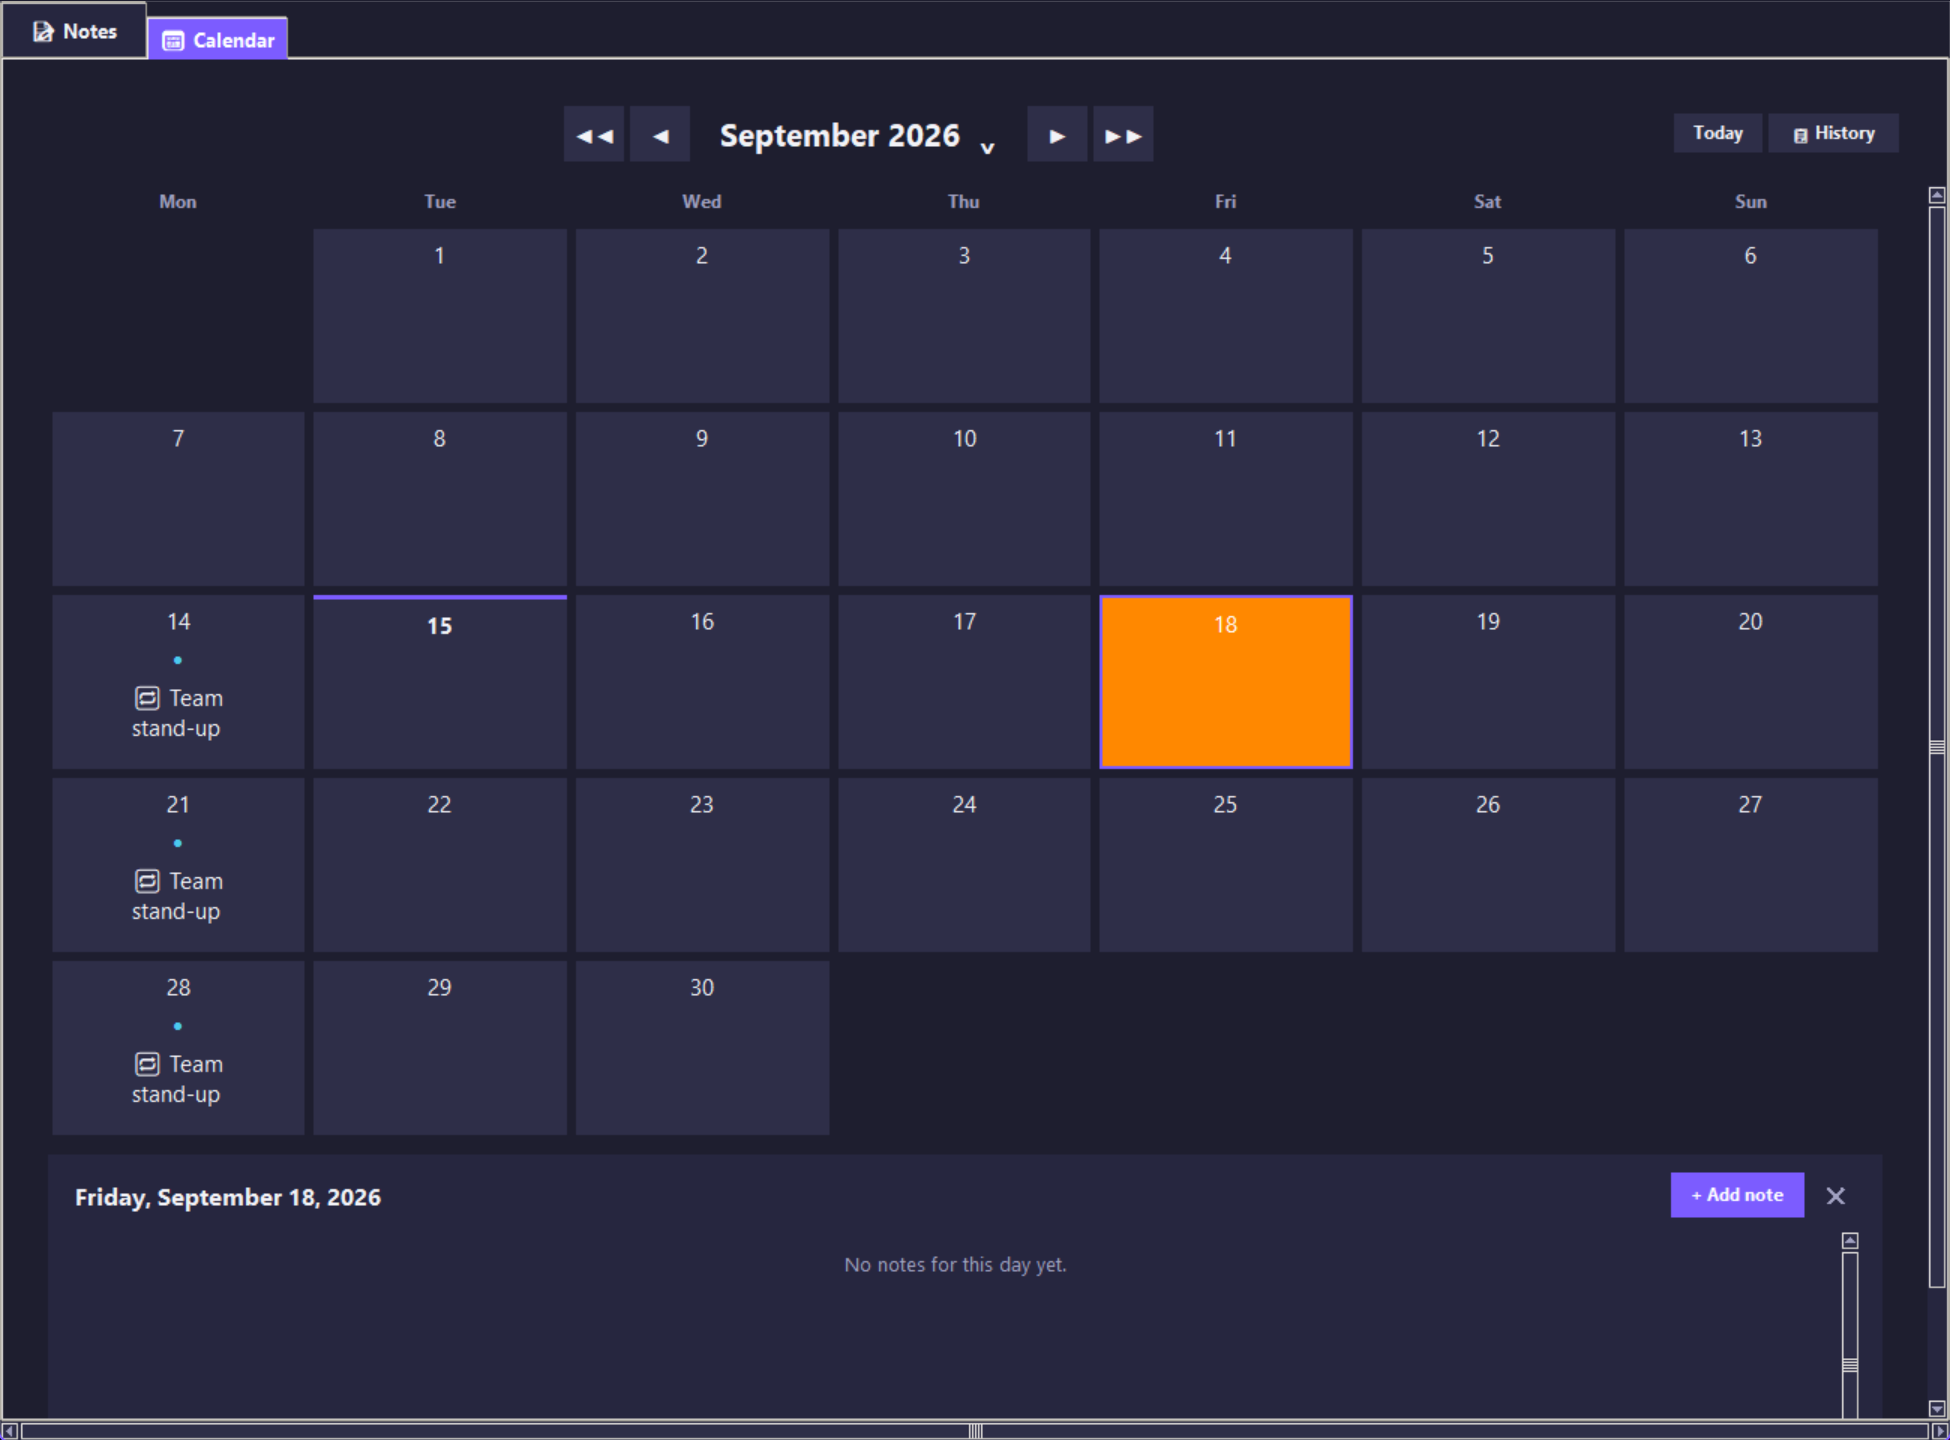 Notes
Calendar
September 2026
Today
History
Mon Tue Wed Thu Fri Sat Sun
1 2 3 4 5 6
7 8 9 10 11 12 13
14 15 16 17 18 19 20
Team
stand-up
21 22 23 24 25 26 27
Team
stand-up
28 29 30
Team
stand-up
Friday, September 18, 2026
+ Add note
No notes for this day yet.